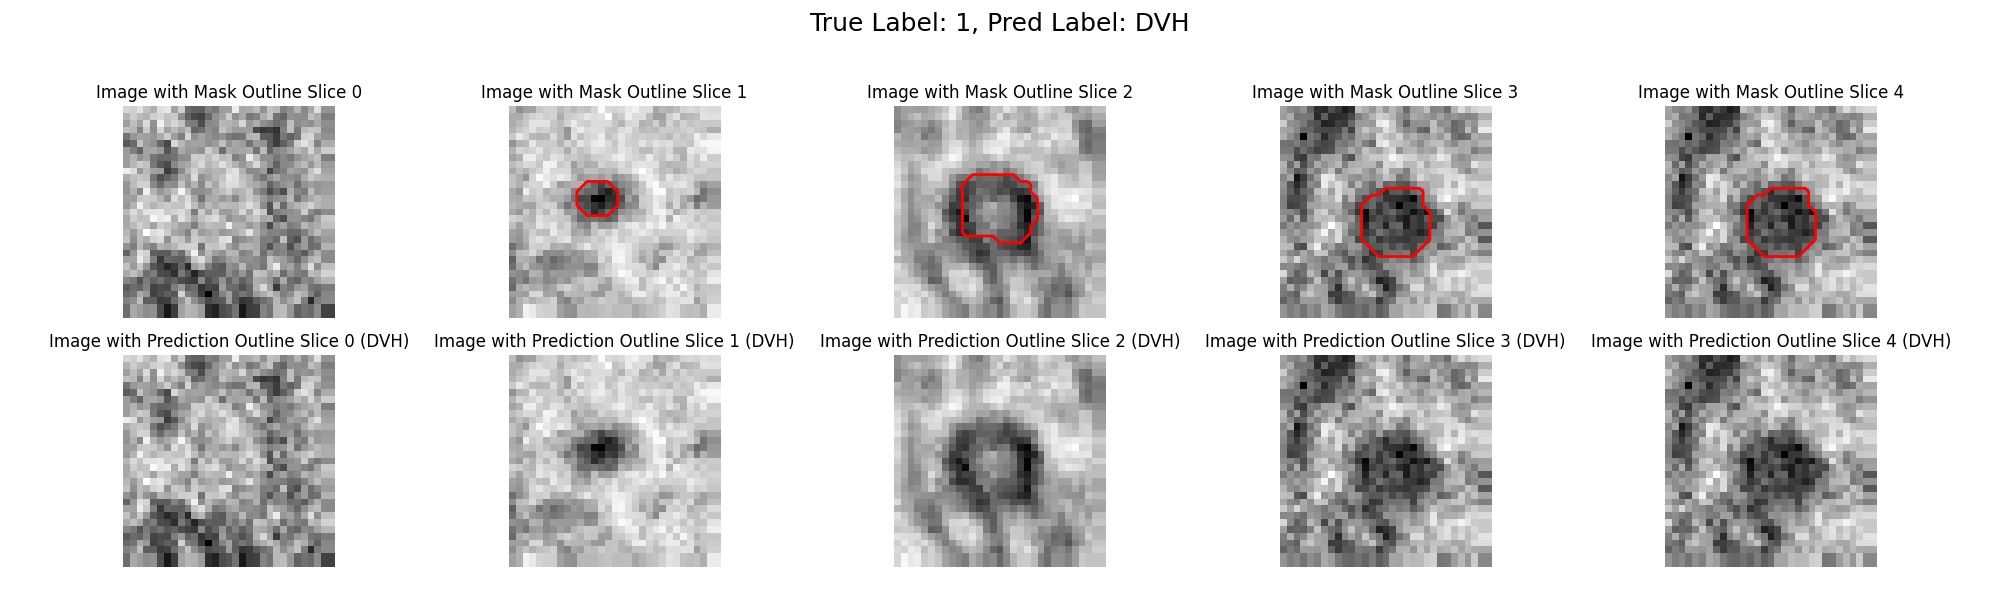 True Label: 1, Pred Label: DVH
Image with Mask Outline Slice 0
Image with Mask Outline Slice 1
Image with Mask Outline Slice 2
Image with Mask Outline Slice 3
Image with Mask Outline Slice 4
Image with Prediction Outline Slice 0 (DVH)
Image with Prediction Outline Slice 1 (DVH)
Image with Prediction Outline Slice 2 (DVH)
Image with Prediction Outline Slice 3 (DVH)
Image with Prediction Outline Slice 4 (DVH)